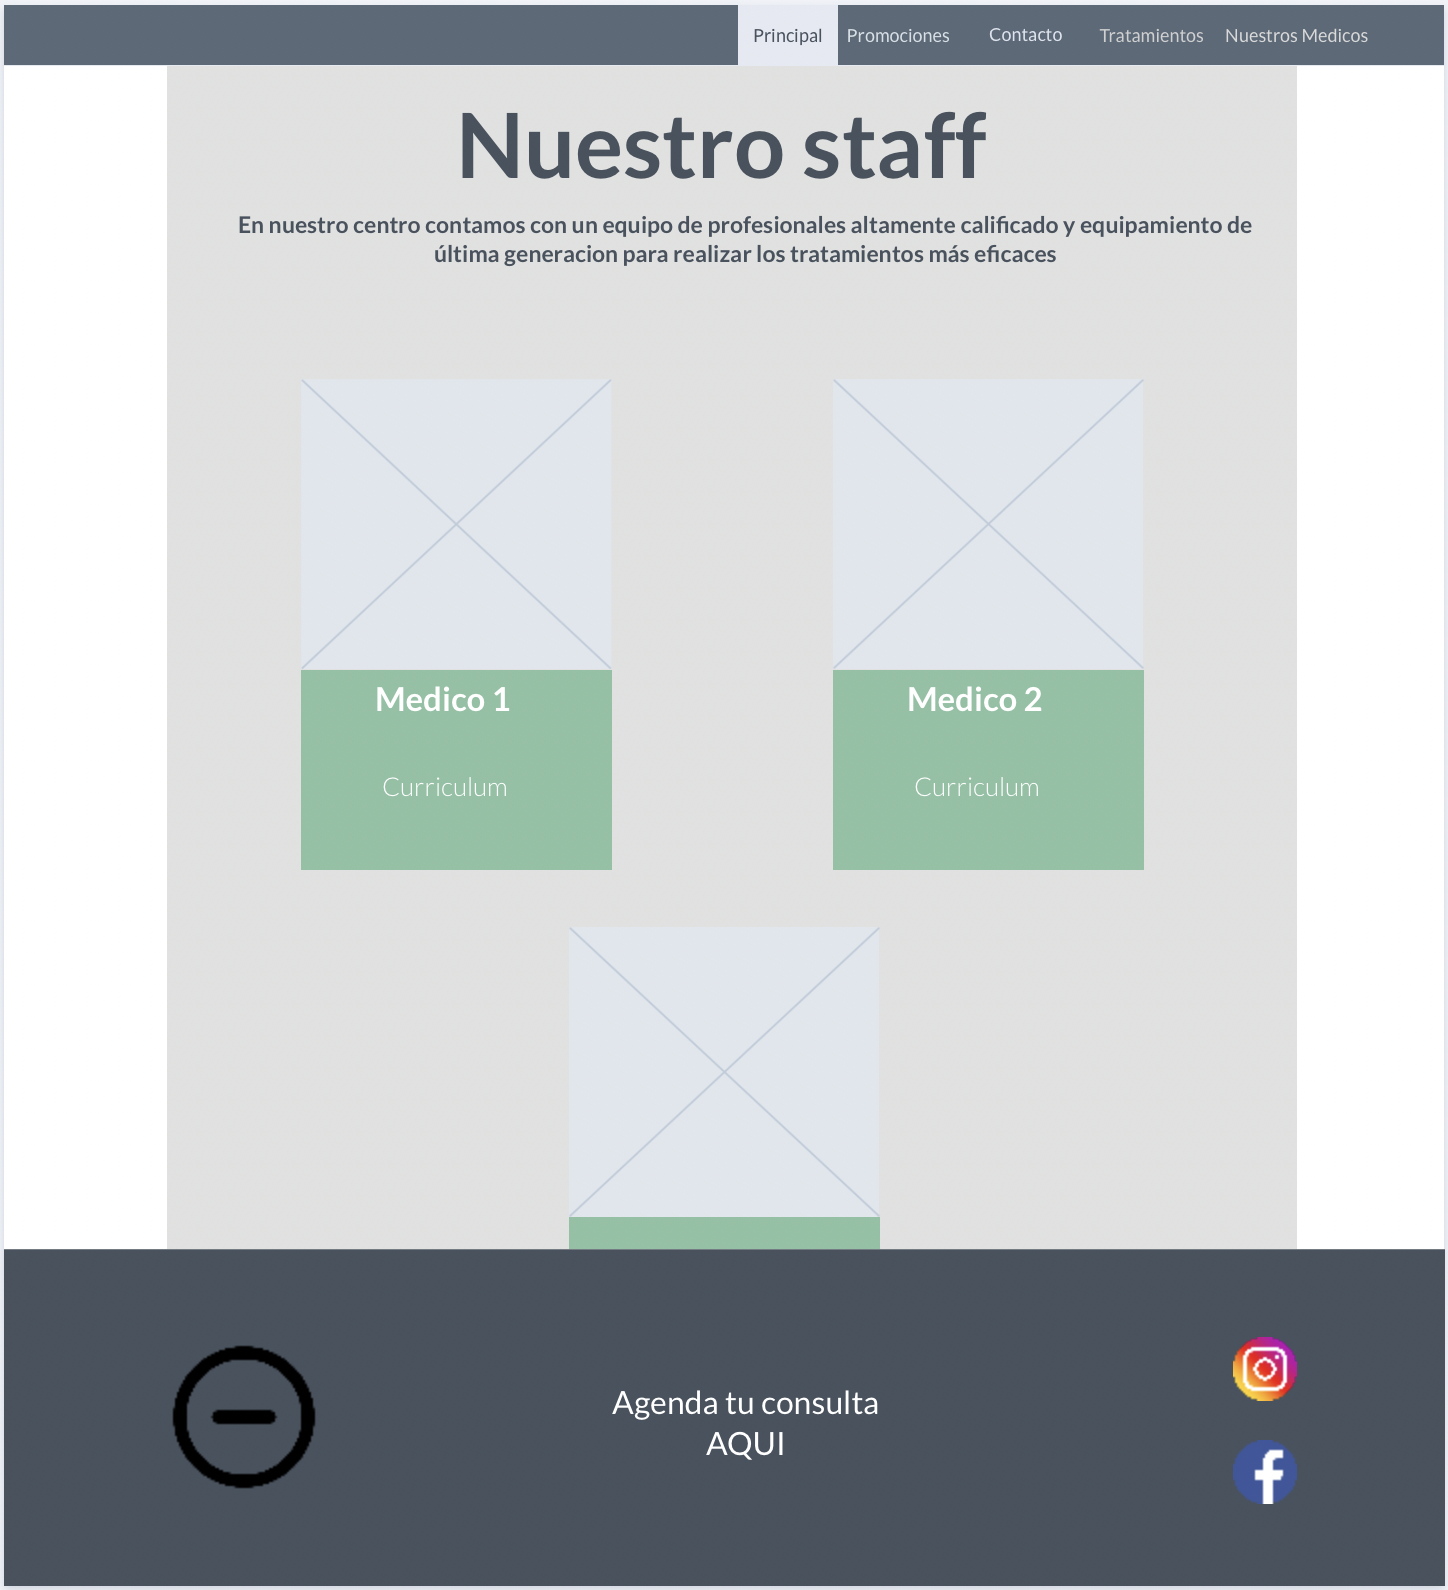 Principal Promociones Contacto Tratamientos Nuestros Medicos
Nuestro staff
En nuestro centro contamos con un equipo de profesionales altamente calificado y equipamiento de
última generacion para realizar los tratamientos más eficaces
Medico 1
Curriculum
Medico 2
Curriculum
Agenda tu consulta
AQUI